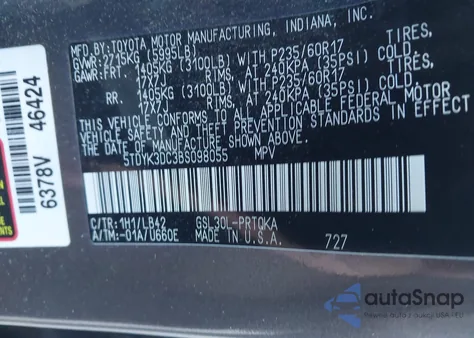 MFD.BY:TOYOTA MOTOR MANUFACTURING, INDIANA, INC.
GVWR: 2715KG (5995LB) TIRES,
GAWR:FRT. 1405KG (3100LB) WITH P235/60R17
17X7J RIMS, AT 240KPA (35PSI) COLD.
TIRES,
RR. 1405KG (3100LB) WITH P235/60R17
17X7J RIMS, AT 240KPA (35PSI) COLD.
THIS VEHICLE CONFORMS TO ALL APPLICABLE FEDERAL MOTOR
VEHICLE SAFETY AND THEFT PREVENTION STANDARDS IN EFFECT ON
THE DATE OF MANUFACTURE SHOWN ABOVE.
5TDYK3DC3BS098055 MPV
C/TR: 1H1/LB42 GSL30L-PRTQKA
A/TM:-01A/U660E MADE IN U.S.A. 727
6378V 46424
autoSnap